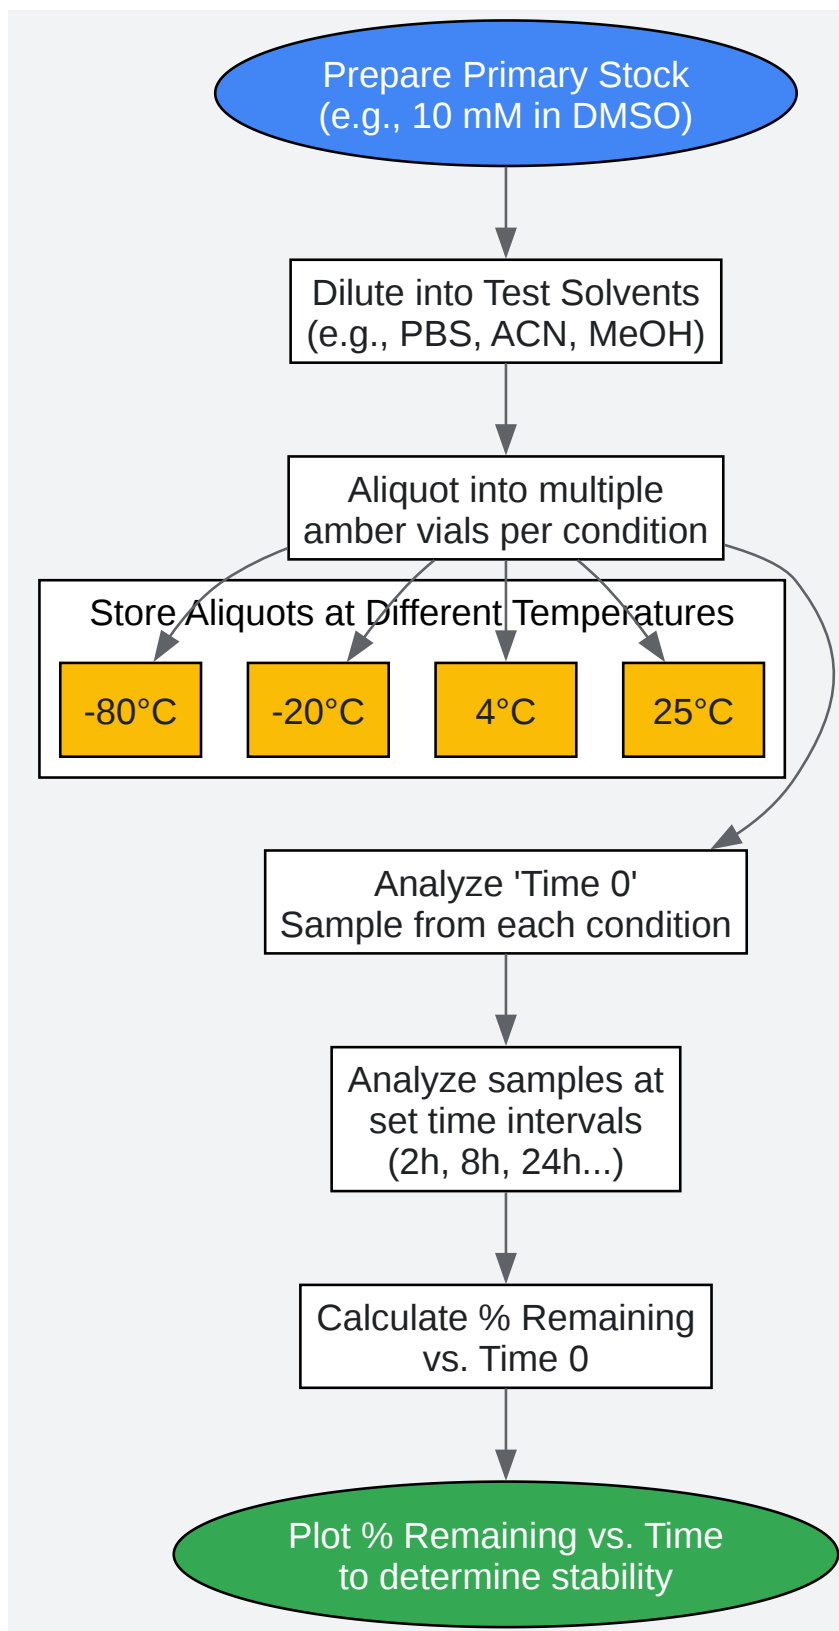 Prepare Primary Stock
(e.g., 10 mM in DMSO)
Dilute into Test Solvents
(e.g., PBS, ACN, MeOH)
Aliquot into multiple
amber vials per condition
Store Aliquots at Different Temperatures
-80°C
-20°C
4°C
25°C
Analyze 'Time 0'
Sample from each condition
Analyze samples at
set time intervals
(2h, 8h, 24h...)
Calculate % Remaining
vs. Time 0
Plot % Remaining vs. Time
to determine stability